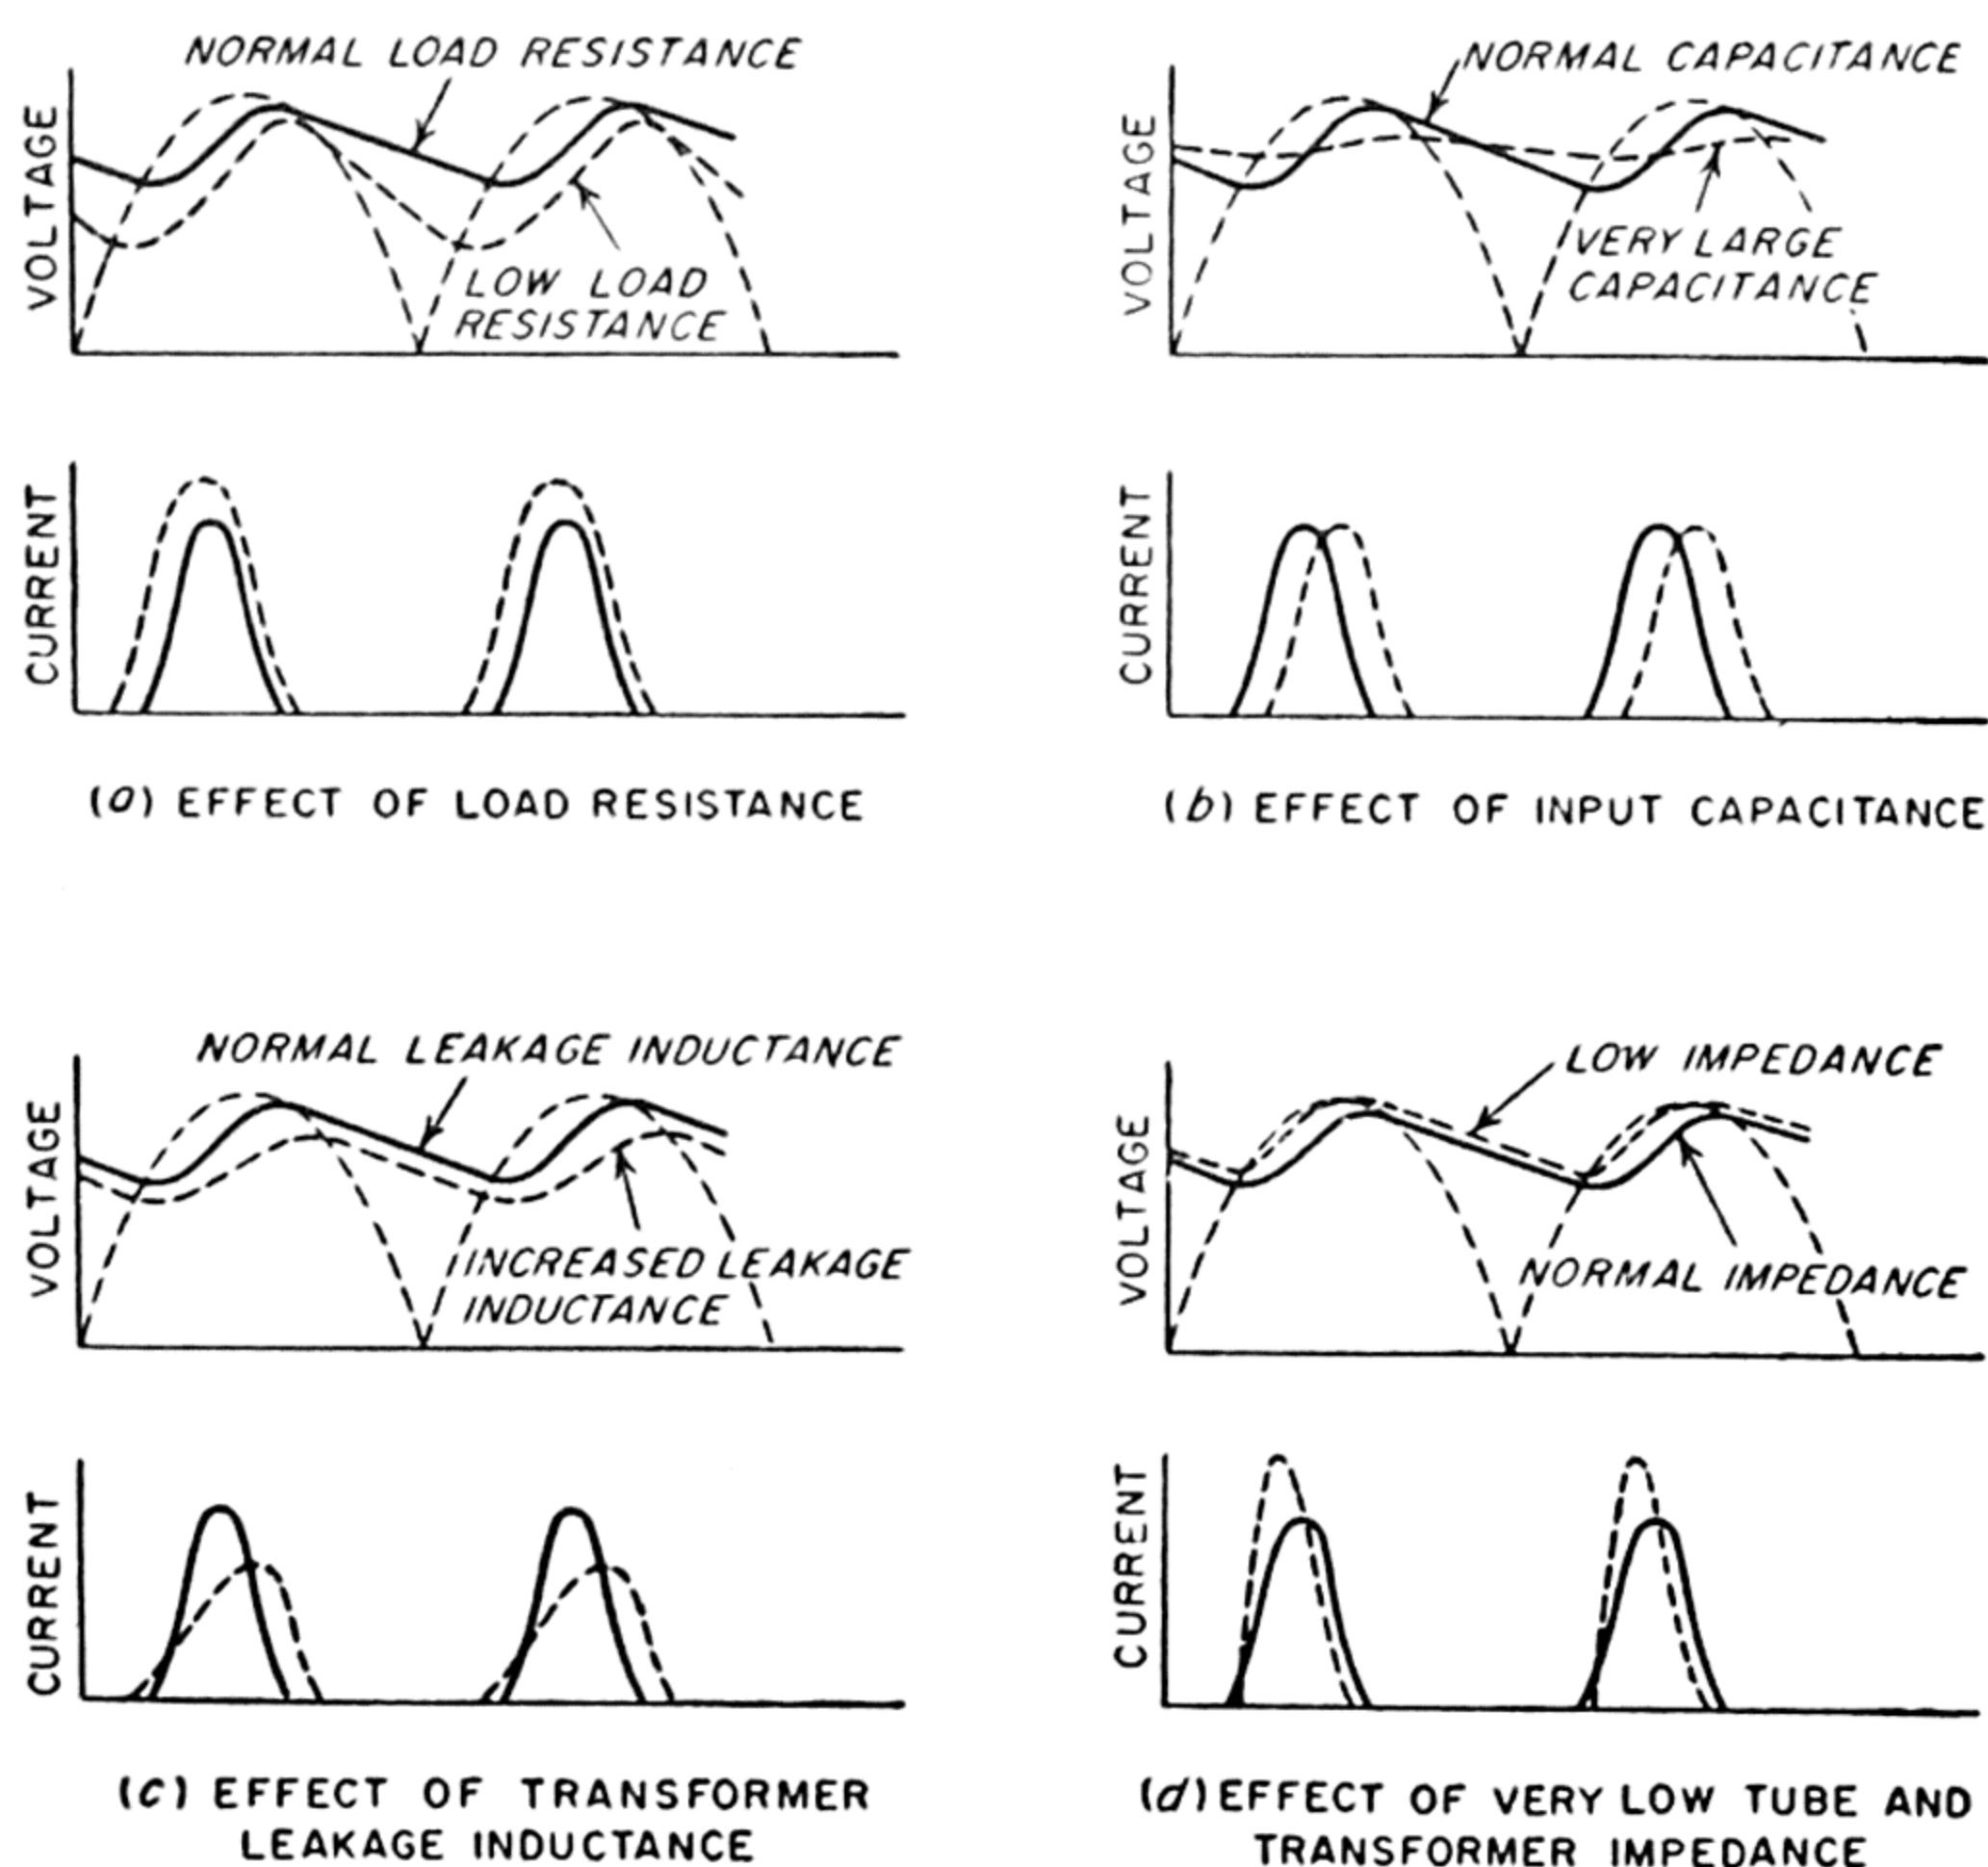 NORMAL LOAD RESISTANCE
VOLTAGE
LOW LOAD
RESISTANCE
CURRENT
(a) EFFECT OF LOAD RESISTANCE
NORMAL CAPACITANCE
VOLTAGE
VERY LARGE
CAPACITANCE
CURRENT
(b) EFFECT OF INPUT CAPACITANCE
NORMAL LEAKAGE INDUCTANCE
VOLTAGE
INCREASED LEAKAGE
INDUCTANCE
CURRENT
(c) EFFECT OF TRANSFORMER
LEAKAGE INDUCTANCE
LOW IMPEDANCE
VOLTAGE
NORMAL IMPEDANCE
CURRENT
(d) EFFECT OF VERY LOW TUBE AND
TRANSFORMER IMPEDANCE